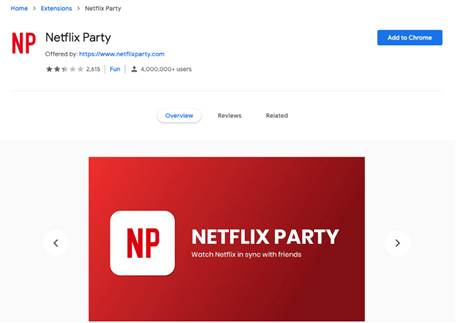 Home > Extensions > Netflix Party
NP
Netflix Party
Add to Chrome
Offered by: https://www.netflixparty.com
2,615 | Fun | 4,000,000+ users
Overview Reviews Related
NP
NETFLIX PARTY
Watch Netflix in sync with friends